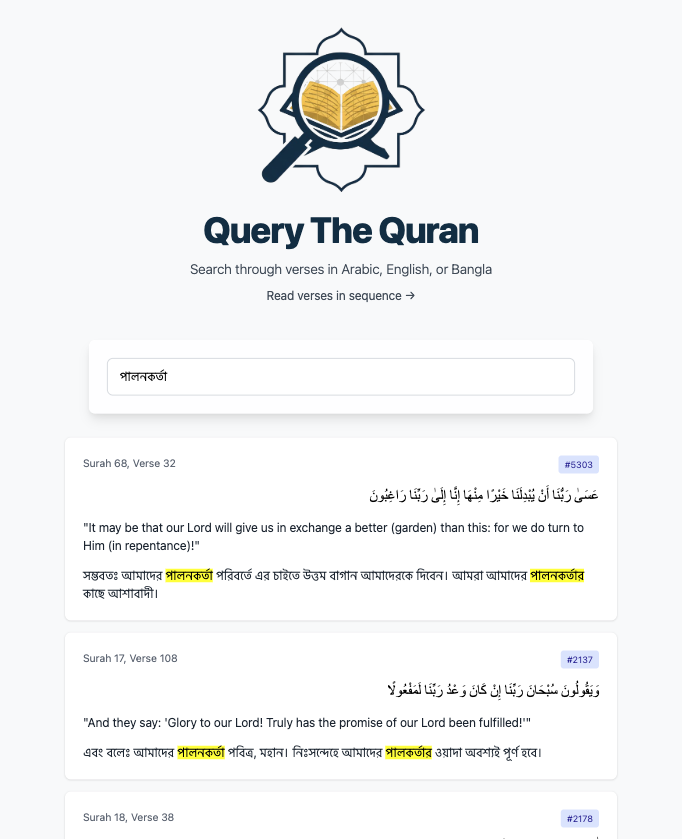 Query The Quran
Search through verses in Arabic, English, or Bangla
Read verses in sequence →
পালনকর্তা
Surah 68, Verse 32
#5303
عَسَىٰ رَبُّنَا أَنْ يُبْدِلَنَا خَيْرًا مِنْهَا إِنَّا إِلَىٰ رَبِّنَا رَاغِبُونَ
"It may be that our Lord will give us in exchange a better (garden) than this: for we do turn to
Him (in repentance)!"
সম্ভবতঃ আমাদের পালনকর্তা পরিবর্তে এর চাইতে উত্তম বাগান আমাদেরকে দিবেন। আমরা আমাদের পালনকর্তার
কাছে আশাবাদী।
Surah 17, Verse 108
#2137
وَيَقُولُونَ سُبْحَانَ رَبِّنَا إِنْ كَانَ وَعْدُ رَبِّنَا لَمَفْعُولًا
"And they say: 'Glory to our Lord! Truly has the promise of our Lord been fulfilled!'"
এবং বলেঃ আমাদের পালনকর্তা পবিত্র, মহান। নিঃসন্দেহে আমাদের পালকর্তার ওয়াদা অবশ্যই পূর্ণ হবে।
Surah 18, Verse 38
#2178